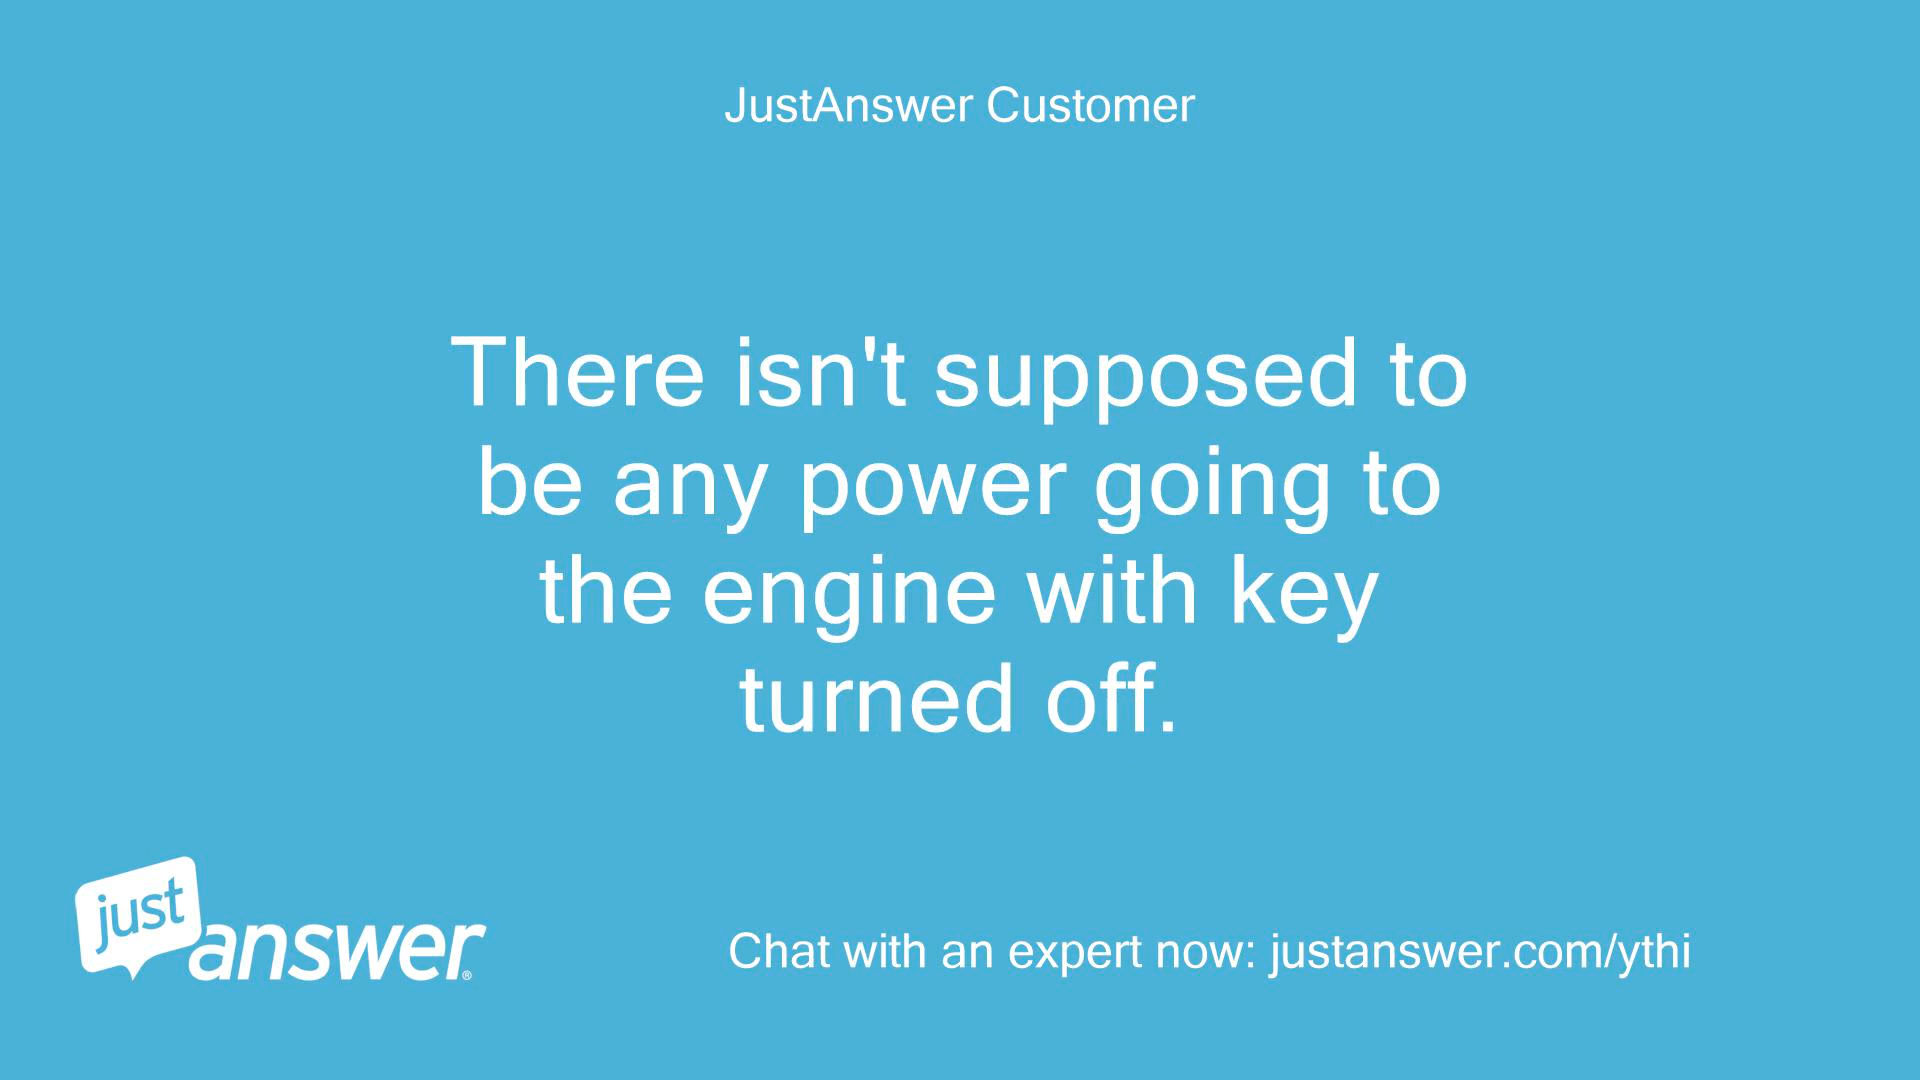 JustAnswer Customer
There isn't supposed to
be any power going to
the engine with key
turned off.
just
answer®
Chat with an expert now: justanswer.com/ythi